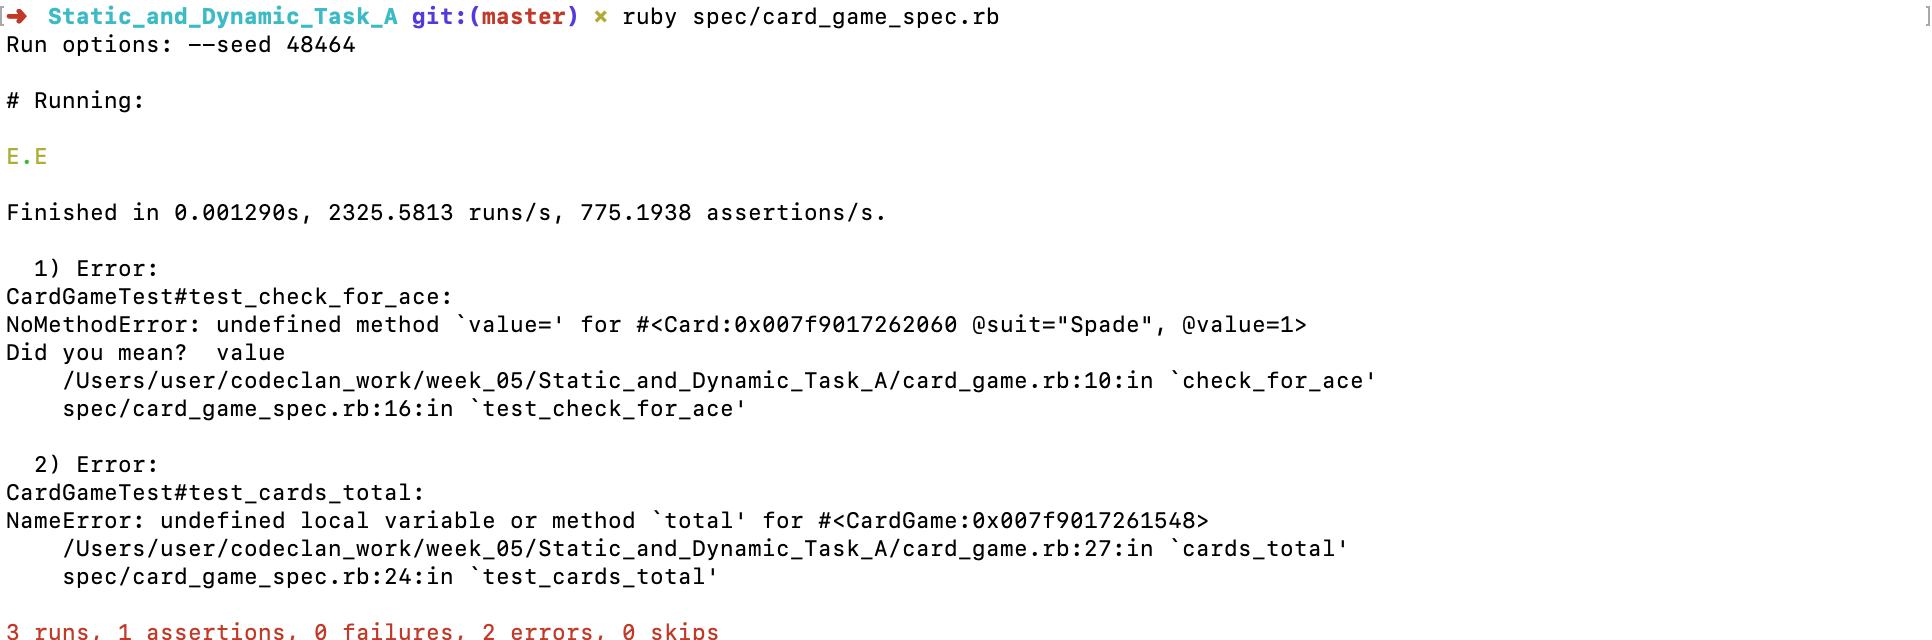 ➜ Static_and_Dynamic_Task_A git:(master) ✗ ruby spec/card_game_spec.rb
Run options: --seed 48464
# Running:
E.E
Finished in 0.001290s, 2325.5813 runs/s, 775.1938 assertions/s.
1) Error:
CardGameTest#test_check_for_ace:
NoMethodError: undefined method `value=' for #<Card:0x007f9017262060 @suit="Spade", @value=1>
Did you mean?  value
/Users/user/codeclan_work/week_05/Static_and_Dynamic_Task_A/card_game.rb:10:in `check_for_ace'
spec/card_game_spec.rb:16:in `test_check_for_ace'
2) Error:
CardGameTest#test_cards_total:
NameError: undefined local variable or method `total' for #<CardGame:0x007f9017261548>
/Users/user/codeclan_work/week_05/Static_and_Dynamic_Task_A/card_game.rb:27:in `cards_total'
spec/card_game_spec.rb:24:in `test_cards_total'
3 runs, 1 assertions, 0 failures, 2 errors, 0 skips